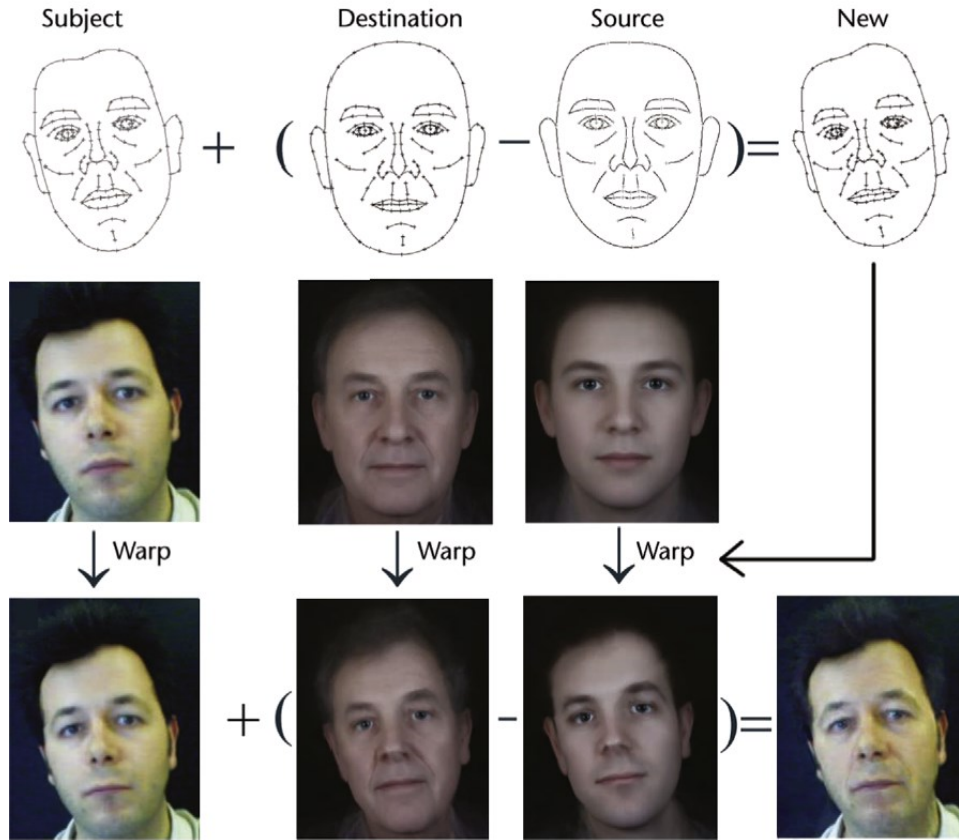 Subject Destination Source New
+ ( − ) =
Warp Warp Warp
+ ( - ) =